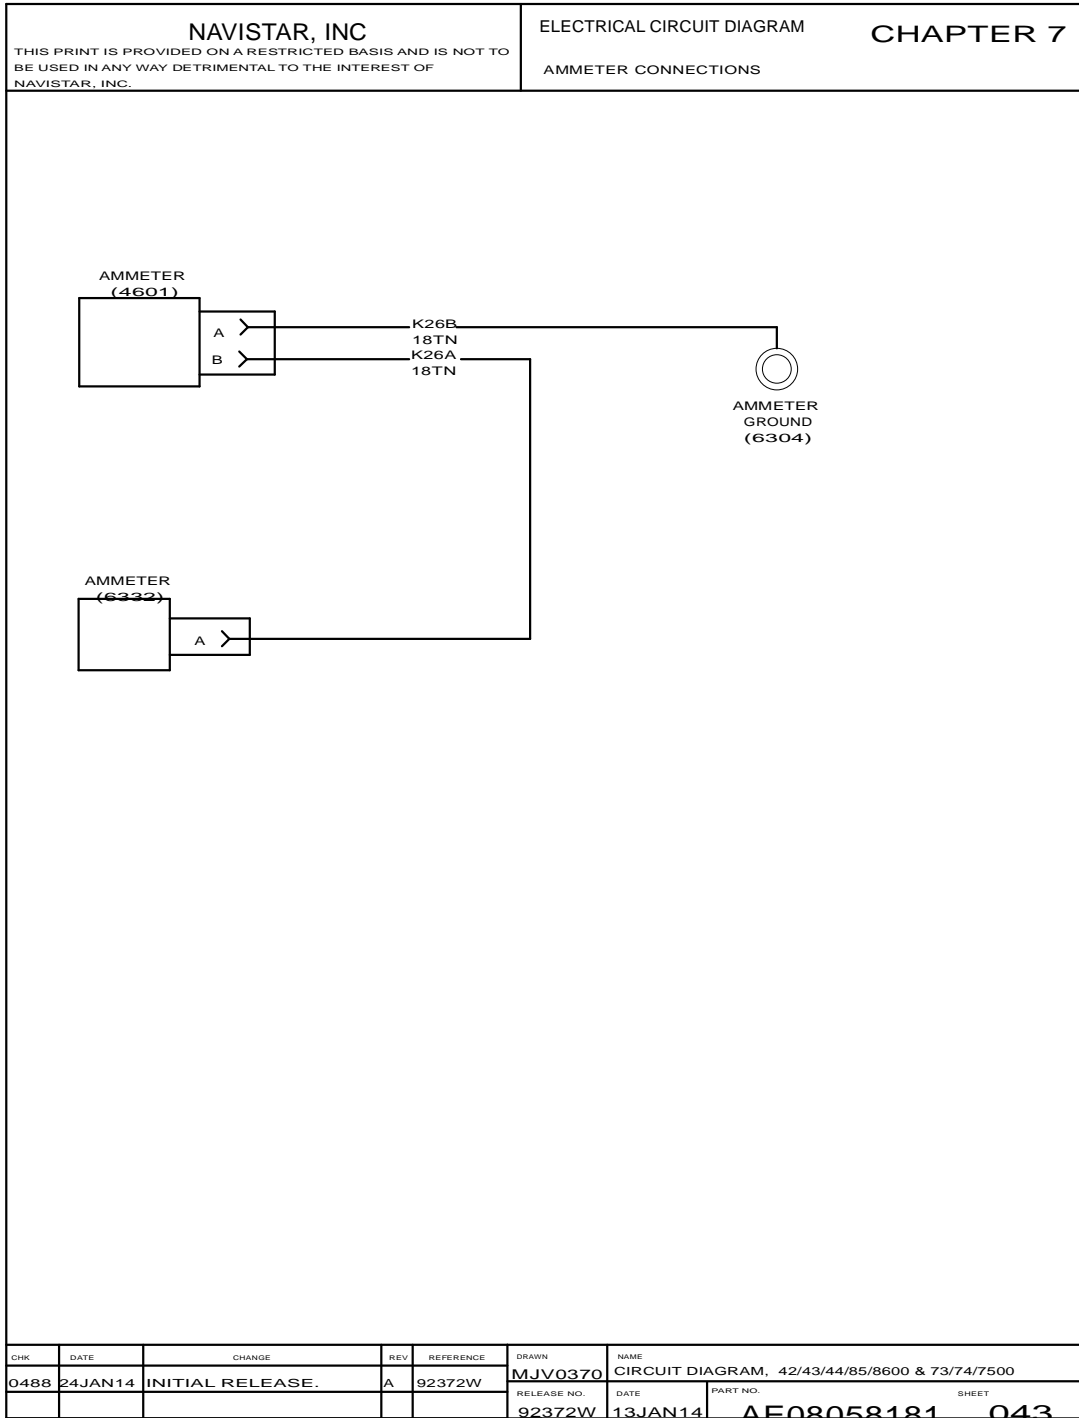 NAVISTAR, INC
THIS PRINT IS PROVIDED ON A RESTRICTED BASIS AND IS NOT TO
BE USED IN ANY WAY DETRIMENTAL TO THE INTEREST OF
NAVISTAR, INC.
ELECTRICAL CIRCUIT DIAGRAM
AMMETER CONNECTIONS
CHAPTER 7
AMMETER
(4601)
A
B
K26B
18TN
K26A
18TN
AMMETER
GROUND
(6304)
AMMETER
(6332)
A
CHK DATE CHANGE REV REFERENCE
0488 24JAN14 INITIAL RELEASE. A 92372W
DRAWN
MJV0370
NAME
CIRCUIT DIAGRAM, 42/43/44/85/8600 & 73/74/7500
RELEASE NO.
92372W
DATE
13JAN14
PART NO.
AE08058181
SHEET
043